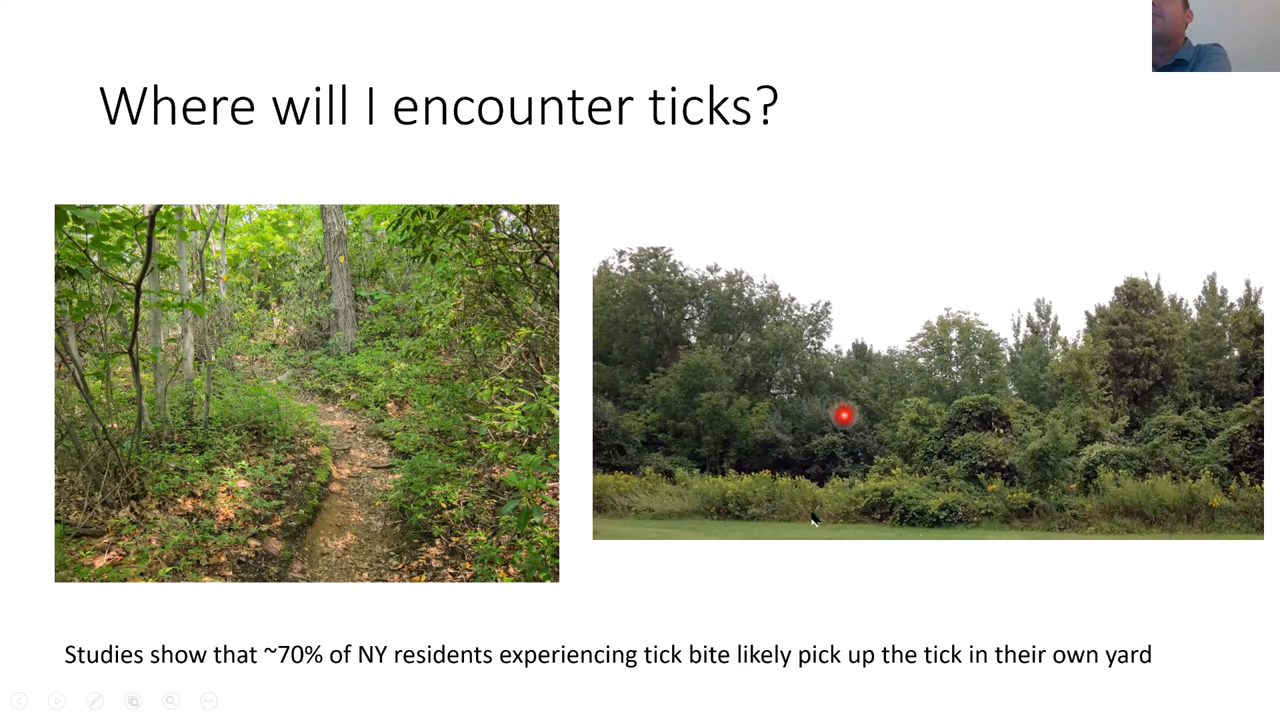 Where will I encounter ticks?
Studies show that ~70% of NY residents experiencing tick bite likely pick up the tick in their own yard